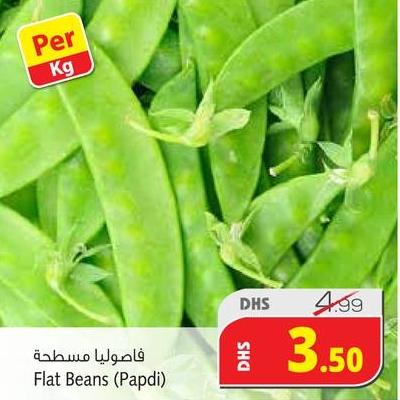 Per
Kg
DHS 4.99
DHS 3.50
فاصوليا مسطحة
Flat Beans (Papdi)